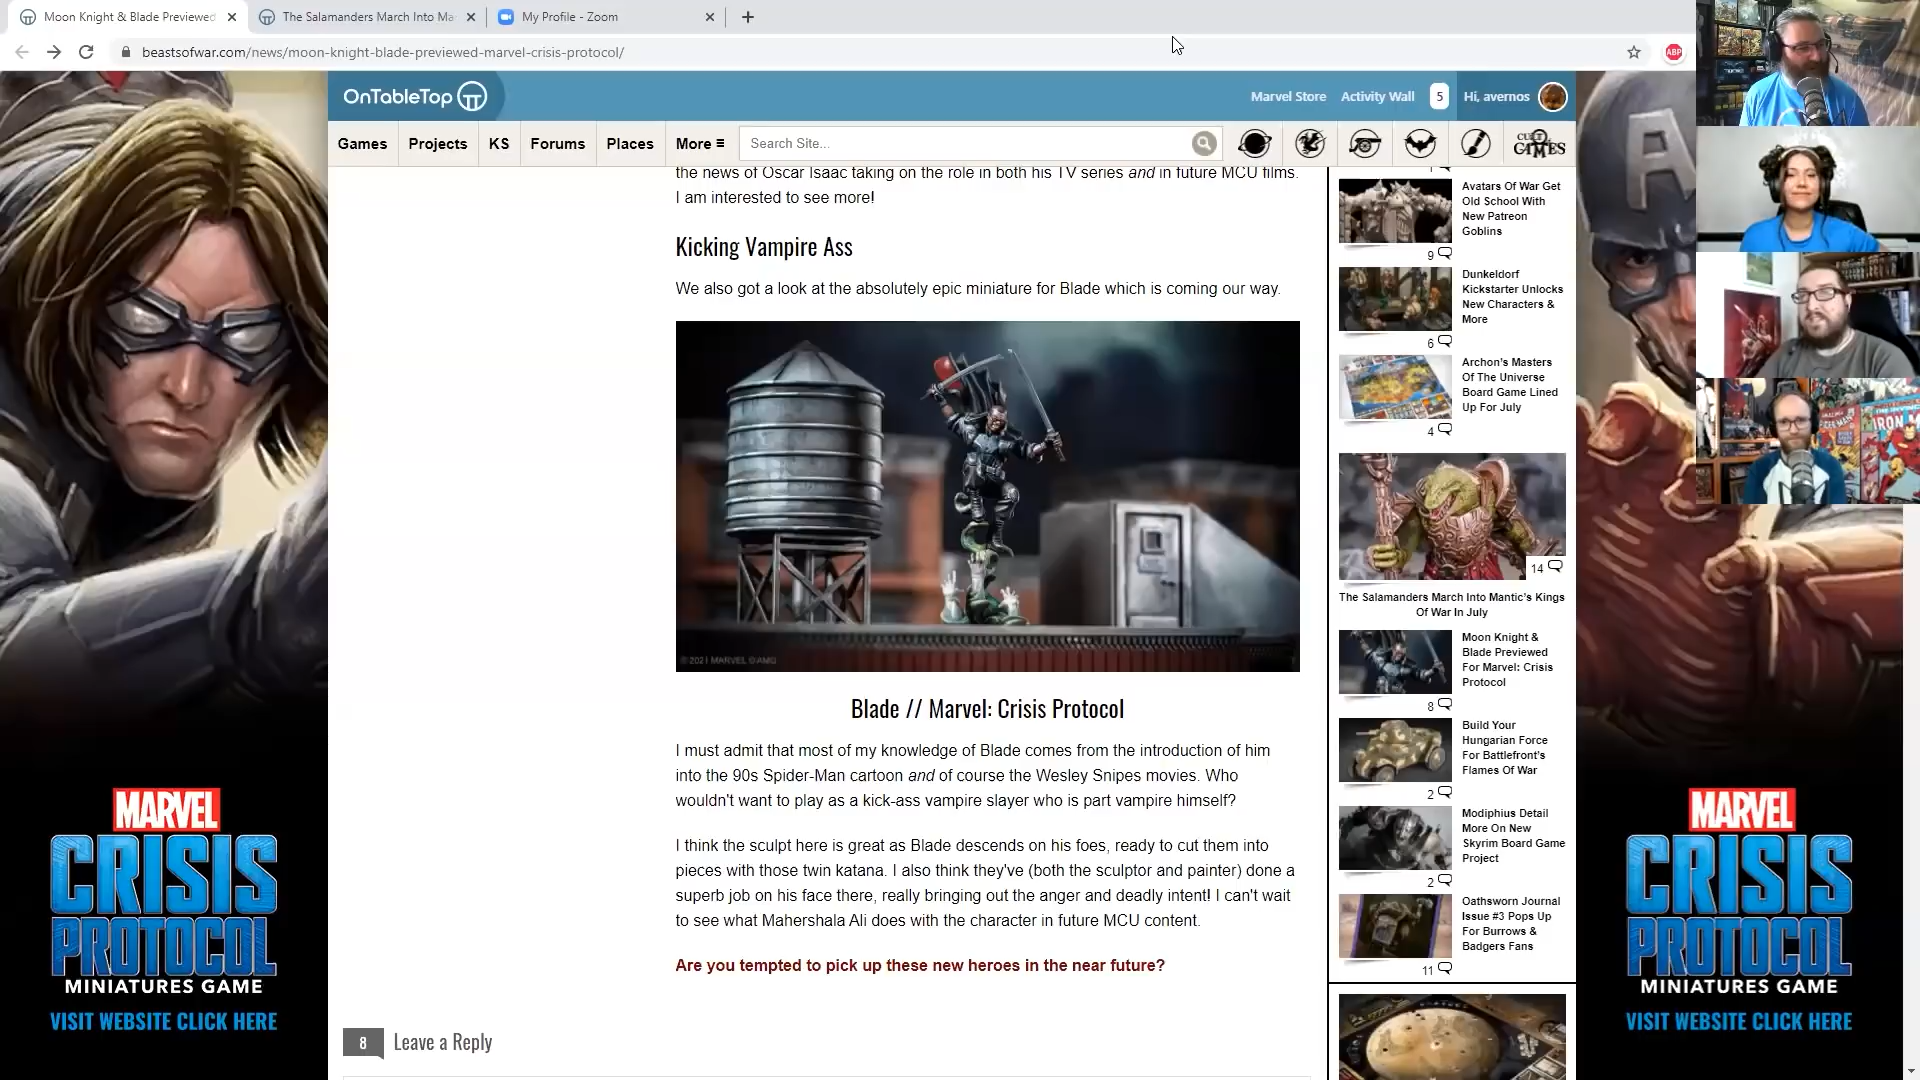 Moon Knight & Blade Previewed
The Salamanders March Into Ma
My Profile - Zoom
beastsofwar.com/news/moon-knight-blade-previewed-marvel-crisis-protocol/
ABP
OnTableTop
Marvel Store
Activity Wall
5
Hi, avernos
Games
Projects
KS
Forums
Places
More
Search Site...
CULT OF GAMES
the news of Oscar Isaac taking on the role in both his TV series and in future MCU films.
I am interested to see more!
Kicking Vampire Ass
We also got a look at the absolutely epic miniature for Blade which is coming our way.
© 2021 MARVEL ©AMG
Blade // Marvel: Crisis Protocol
I must admit that most of my knowledge of Blade comes from the introduction of him
into the 90s Spider-Man cartoon and of course the Wesley Snipes movies. Who
wouldn't want to play as a kick-ass vampire slayer who is part vampire himself?
I think the sculpt here is great as Blade descends on his foes, ready to cut them into
pieces with those twin katana. I also think they've (both the sculptor and painter) done a
superb job on his face there, really bringing out the anger and deadly intent! I can't wait
to see what Mahershala Ali does with the character in future MCU content.
Are you tempted to pick up these new heroes in the near future?
8
Leave a Reply
Avatars Of War Get
Old School With
New Patreon
Goblins
9
Dunkeldorf
Kickstarter Unlocks
New Characters &
More
6
Archon's Masters
Of The Universe
Board Game Lined
Up For July
4
14
The Salamanders March Into Mantic's Kings
Of War In July
Moon Knight &
Blade Previewed
For Marvel: Crisis
Protocol
8
Build Your
Hungarian Force
For Battlefront's
Flames Of War
2
Modiphius Detail
More On New
Skyrim Board Game
Project
2
Oathsworn Journal
Issue #3 Pops Up
For Burrows &
Badgers Fans
11
MARVEL
CRISIS
PROTOCOL
MINIATURES GAME
VISIT WEBSITE CLICK HERE
MARVEL
CRISIS
PROTOCOL
MINIATURES GAME
VISIT WEBSITE CLICK HERE
A
IRON M